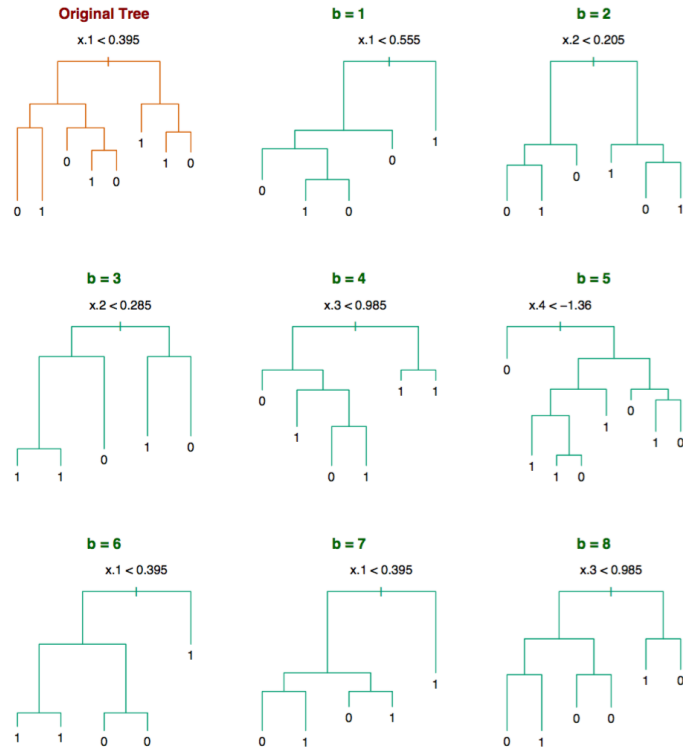 Original Tree
x.1 < 0.395
0 1
0
1 0
1
1 0
b = 1
x.1 < 0.555
0
1 0
0
1
b = 2
x.2 < 0.205
0 1
0
1
0 1
b = 3
x.2 < 0.285
1 1
0
1 0
b = 4
x.3 < 0.985
0
1
0 1
1 1
b = 5
x.4 < −1.36
0
1
1 0
1
0
1 0
b = 6
x.1 < 0.395
1 1
0 0
1
b = 7
x.1 < 0.395
0 1
0 1
1
b = 8
x.3 < 0.985
0 1
0 0
1 0